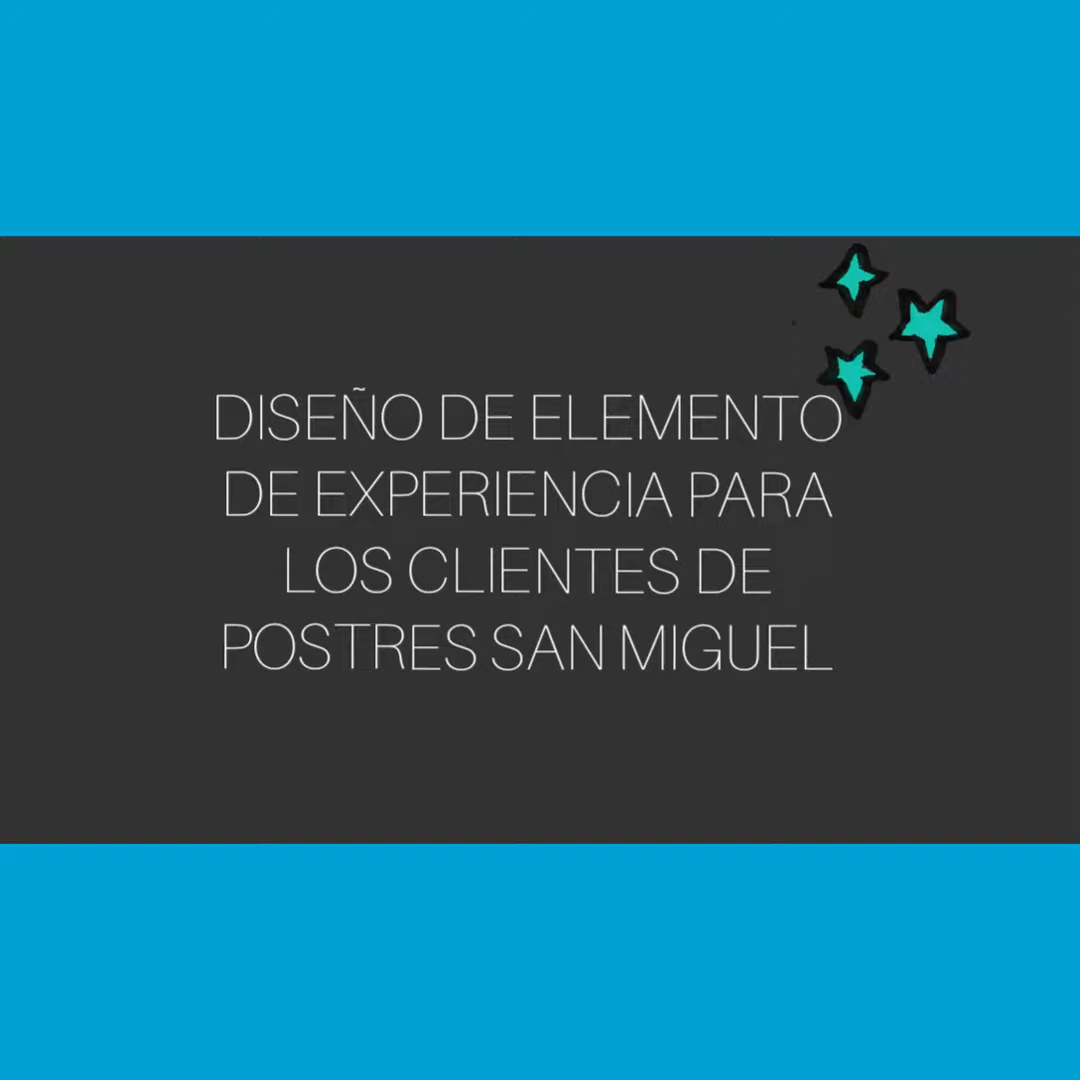 DISEÑO DE ELEMENTO
DE EXPERIENCIA PARA
LOS CLIENTES DE
POSTRES SAN MIGUEL